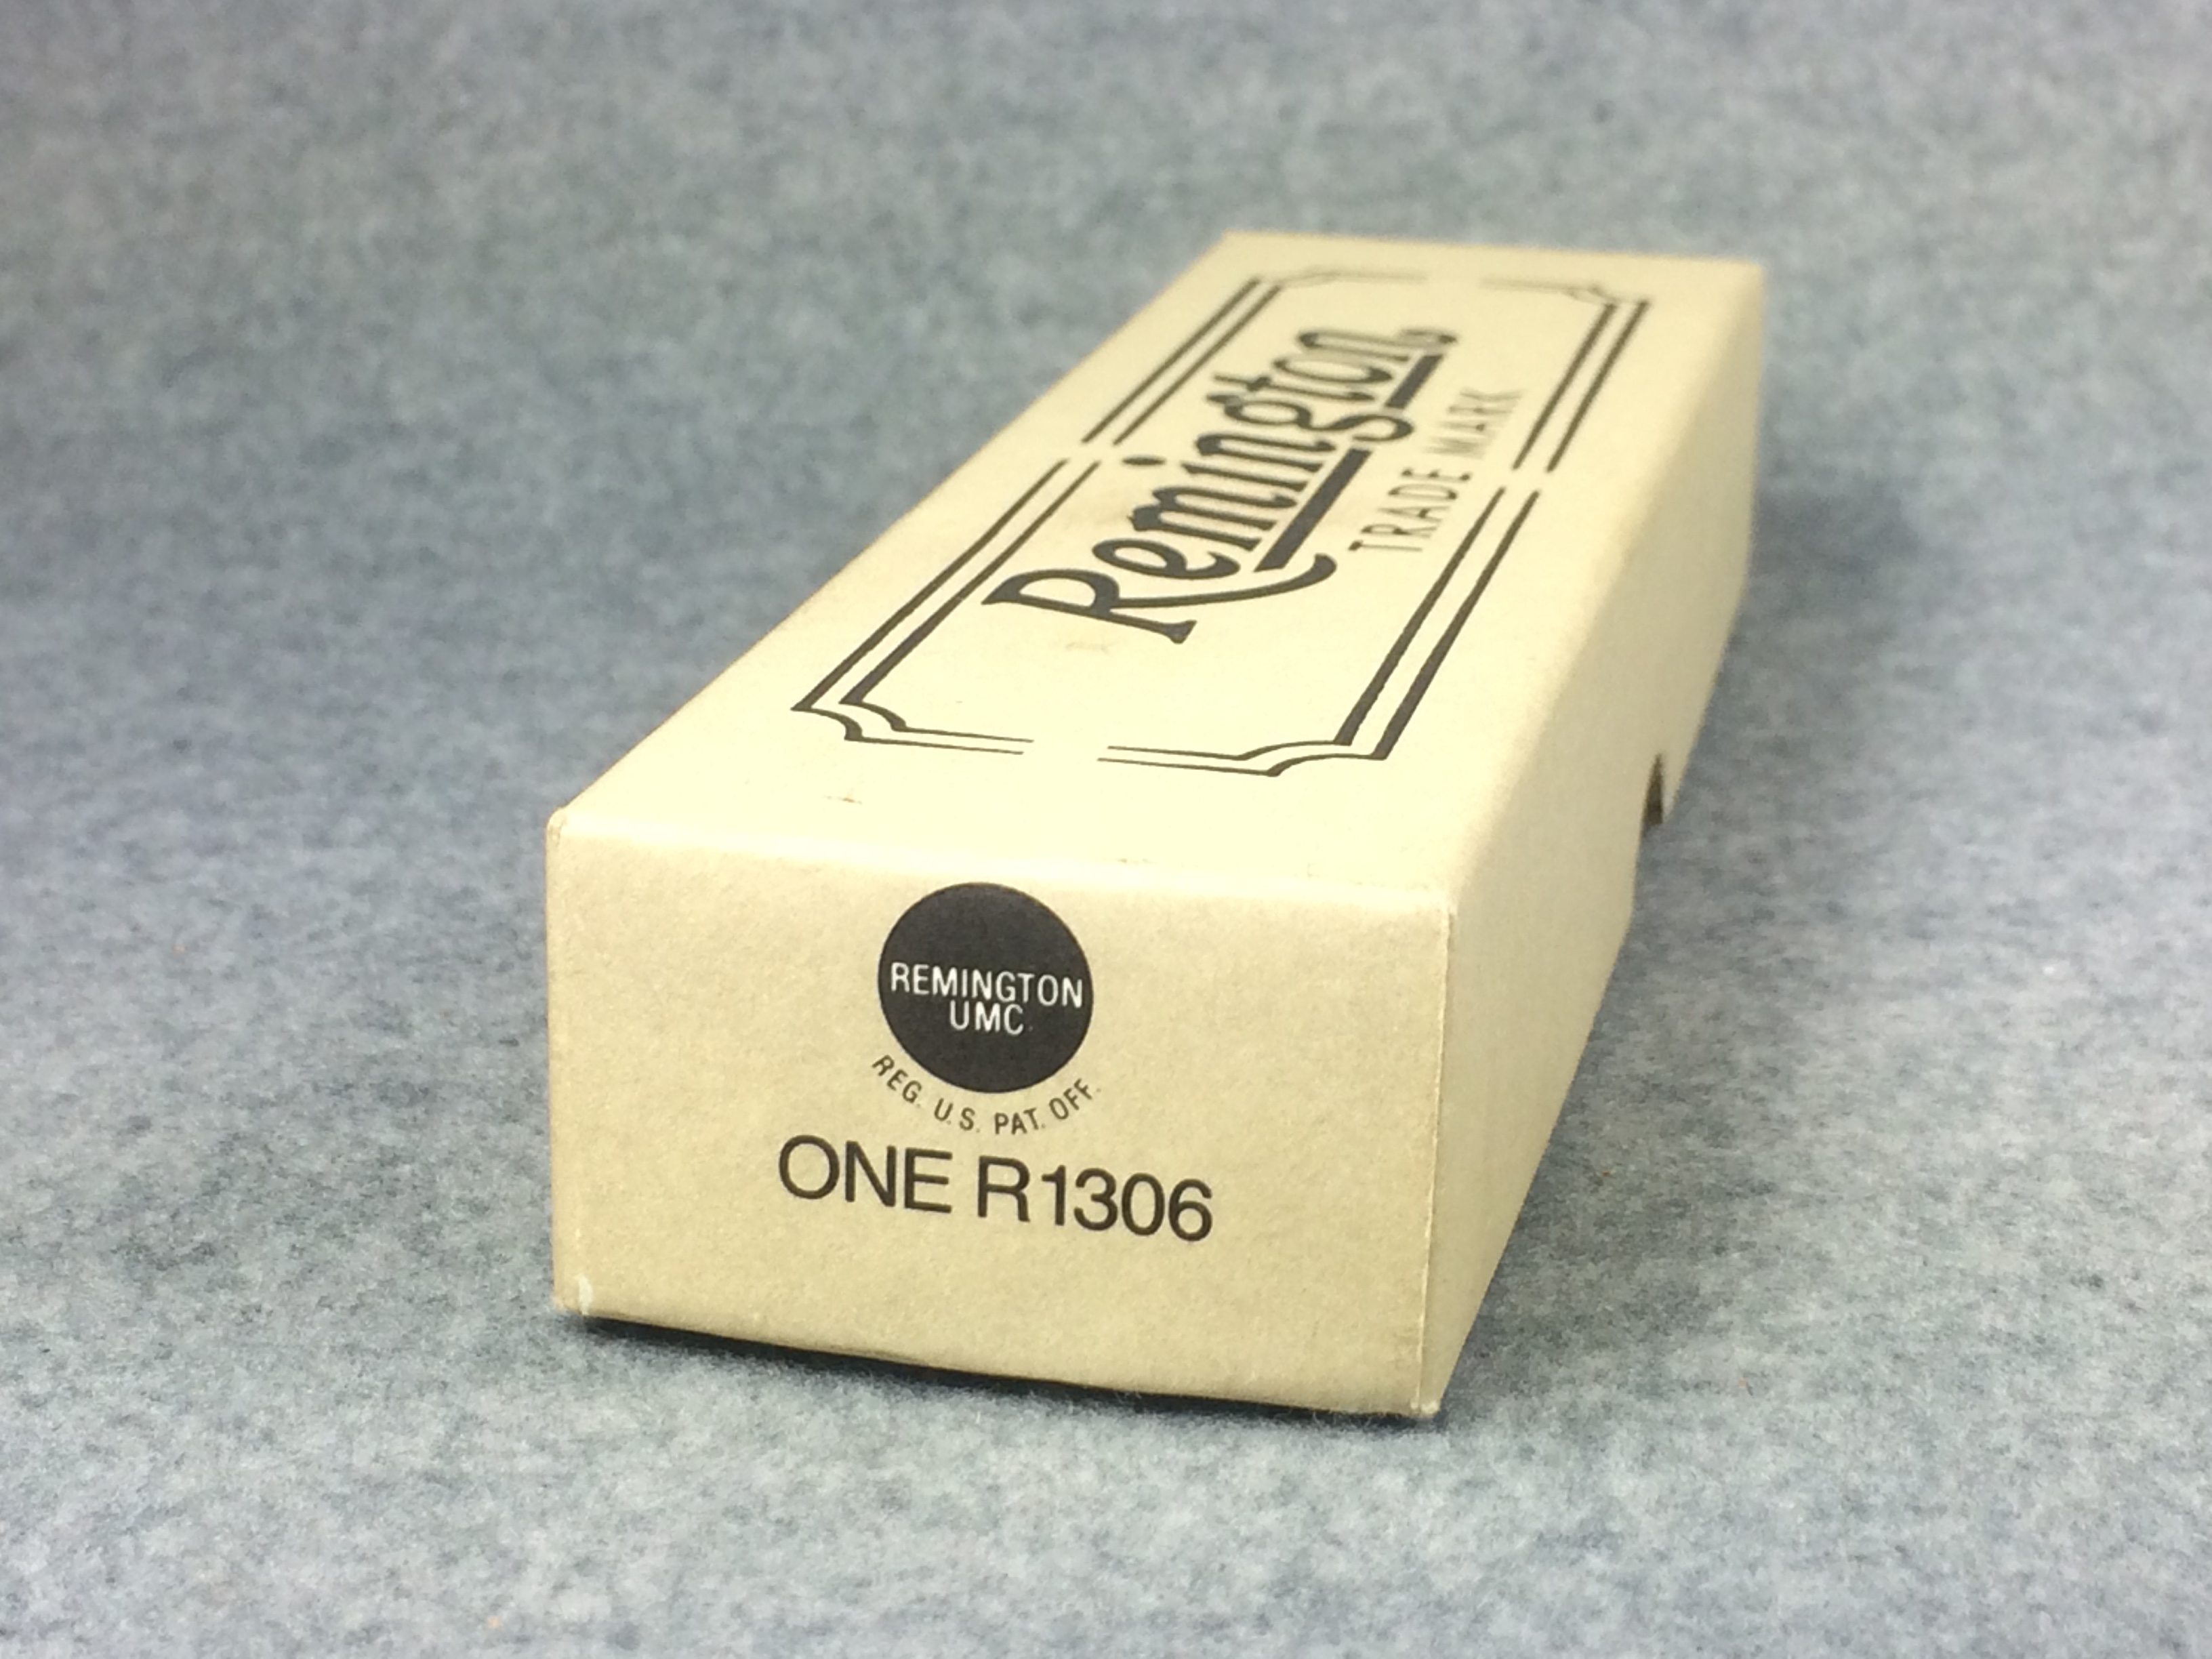 Remington®
TRADE MARK
REMINGTON
UMC
REG. U.S. PAT. OFF.
ONE R1306